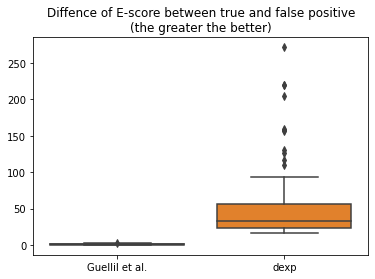 Diffence of E-score between true and false positive
(the greater the better)
250
200
150
100
50
0
Guellil et al.
dexp